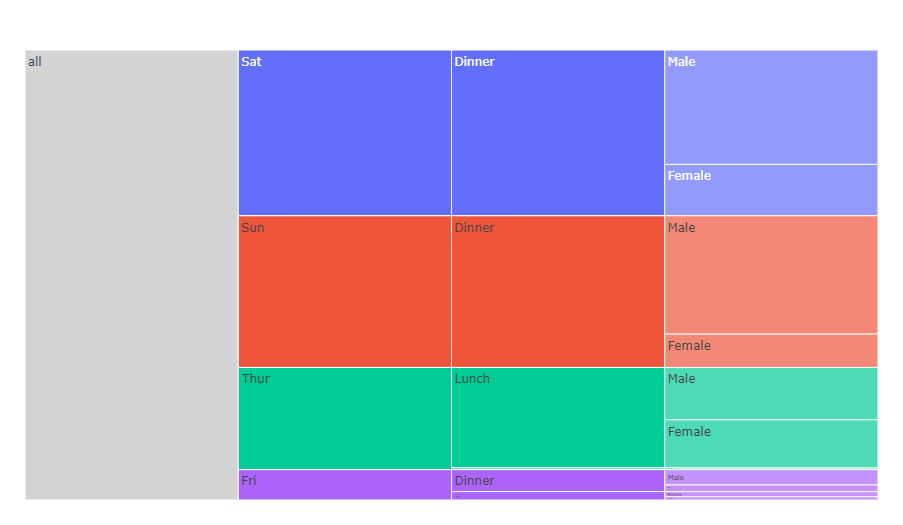 all
Sat
Dinner
Male
Female
Sun
Dinner
Male
Female
Thur
Lunch
Male
Female
Fri
Dinner
Male